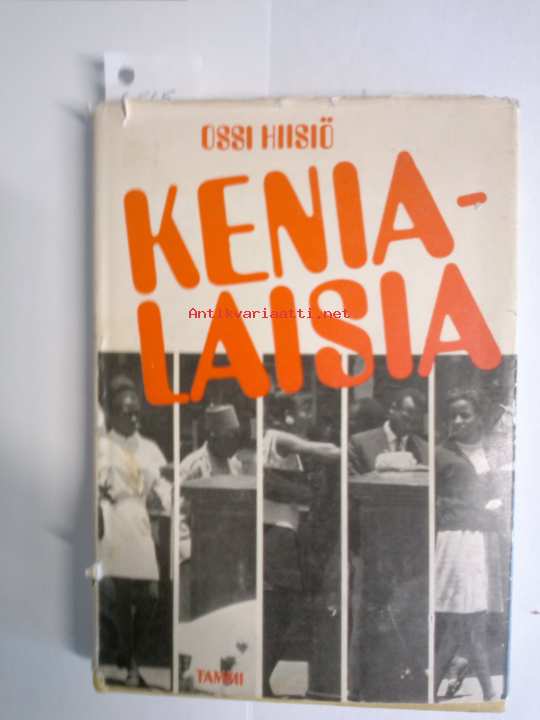 OSSI HIISIÖ
KENIA-
Antikvariaatti.net
LAISIA
TAMMI